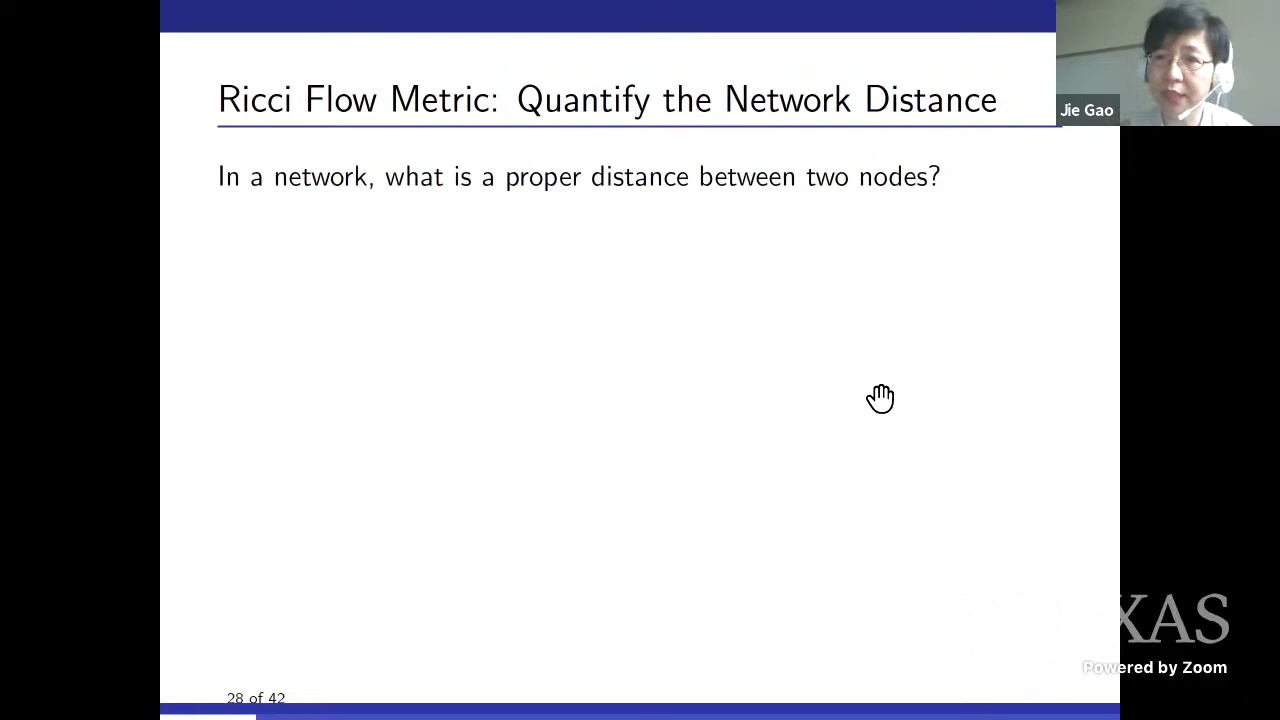 Ricci Flow Metric: Quantify the Network Distance
Jie Gao
In a network, what is a proper distance between two nodes?
XAS
Powered by Zoom
28 of 42